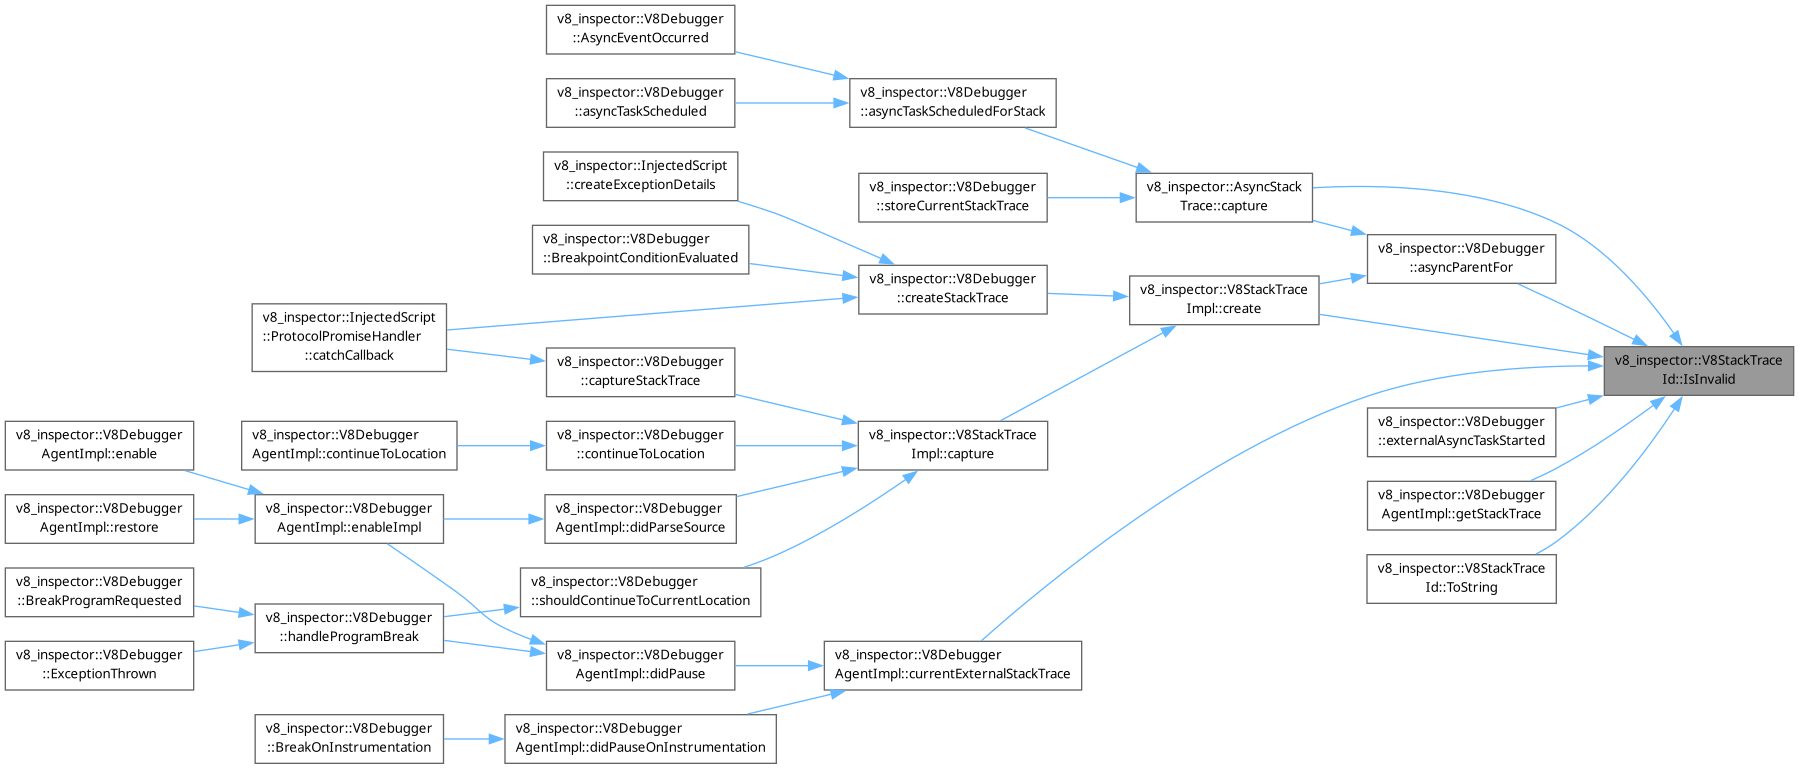 v8_inspector::V8Debugger
::AsyncEventOccurred
v8_inspector::V8Debugger
::asyncTaskScheduled
v8_inspector::V8Debugger
::asyncTaskScheduledForStack
v8_inspector::InjectedScript
::createExceptionDetails
v8_inspector::V8Debugger
::storeCurrentStackTrace
v8_inspector::AsyncStack
Trace::capture
v8_inspector::V8Debugger
::BreakpointConditionEvaluated
v8_inspector::V8Debugger
::asyncParentFor
v8_inspector::V8Debugger
::createStackTrace
v8_inspector::V8StackTrace
Impl::create
v8_inspector::InjectedScript
::ProtocolPromiseHandler
::catchCallback
v8_inspector::V8Debugger
::captureStackTrace
v8_inspector::V8StackTrace
Id::IsInvalid
v8_inspector::V8Debugger
AgentImpl::enable
v8_inspector::V8Debugger
AgentImpl::continueToLocation
v8_inspector::V8Debugger
::continueToLocation
v8_inspector::V8StackTrace
Impl::capture
v8_inspector::V8Debugger
::externalAsyncTaskStarted
v8_inspector::V8Debugger
AgentImpl::restore
v8_inspector::V8Debugger
AgentImpl::enableImpl
v8_inspector::V8Debugger
AgentImpl::didParseSource
v8_inspector::V8Debugger
AgentImpl::getStackTrace
v8_inspector::V8Debugger
::BreakProgramRequested
v8_inspector::V8Debugger
::handleProgramBreak
v8_inspector::V8Debugger
::shouldContinueToCurrentLocation
v8_inspector::V8StackTrace
Id::ToString
v8_inspector::V8Debugger
::ExceptionThrown
v8_inspector::V8Debugger
AgentImpl::didPause
v8_inspector::V8Debugger
AgentImpl::currentExternalStackTrace
v8_inspector::V8Debugger
::BreakOnInstrumentation
v8_inspector::V8Debugger
AgentImpl::didPauseOnInstrumentation